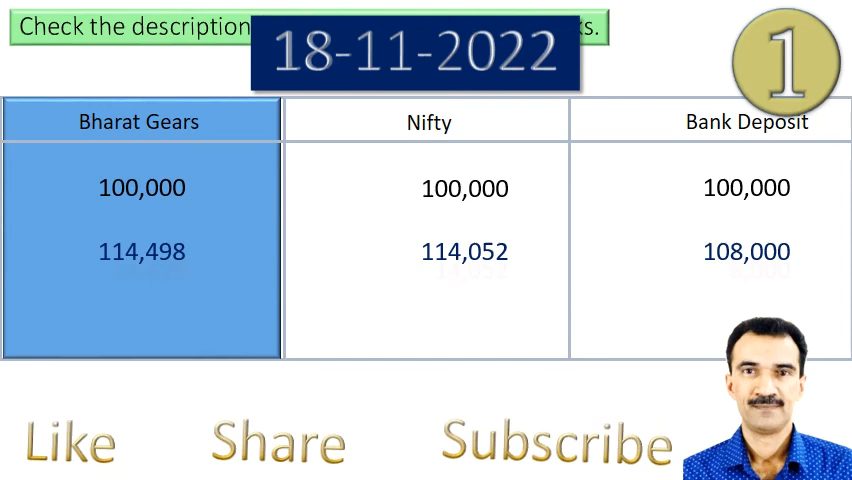 Check the description
ks.
18-11-2022
1
Bharat Gears Nifty Bank Deposit
100,000 100,000 100,000
114,498 114,052 108,000
Like Share Subscribe